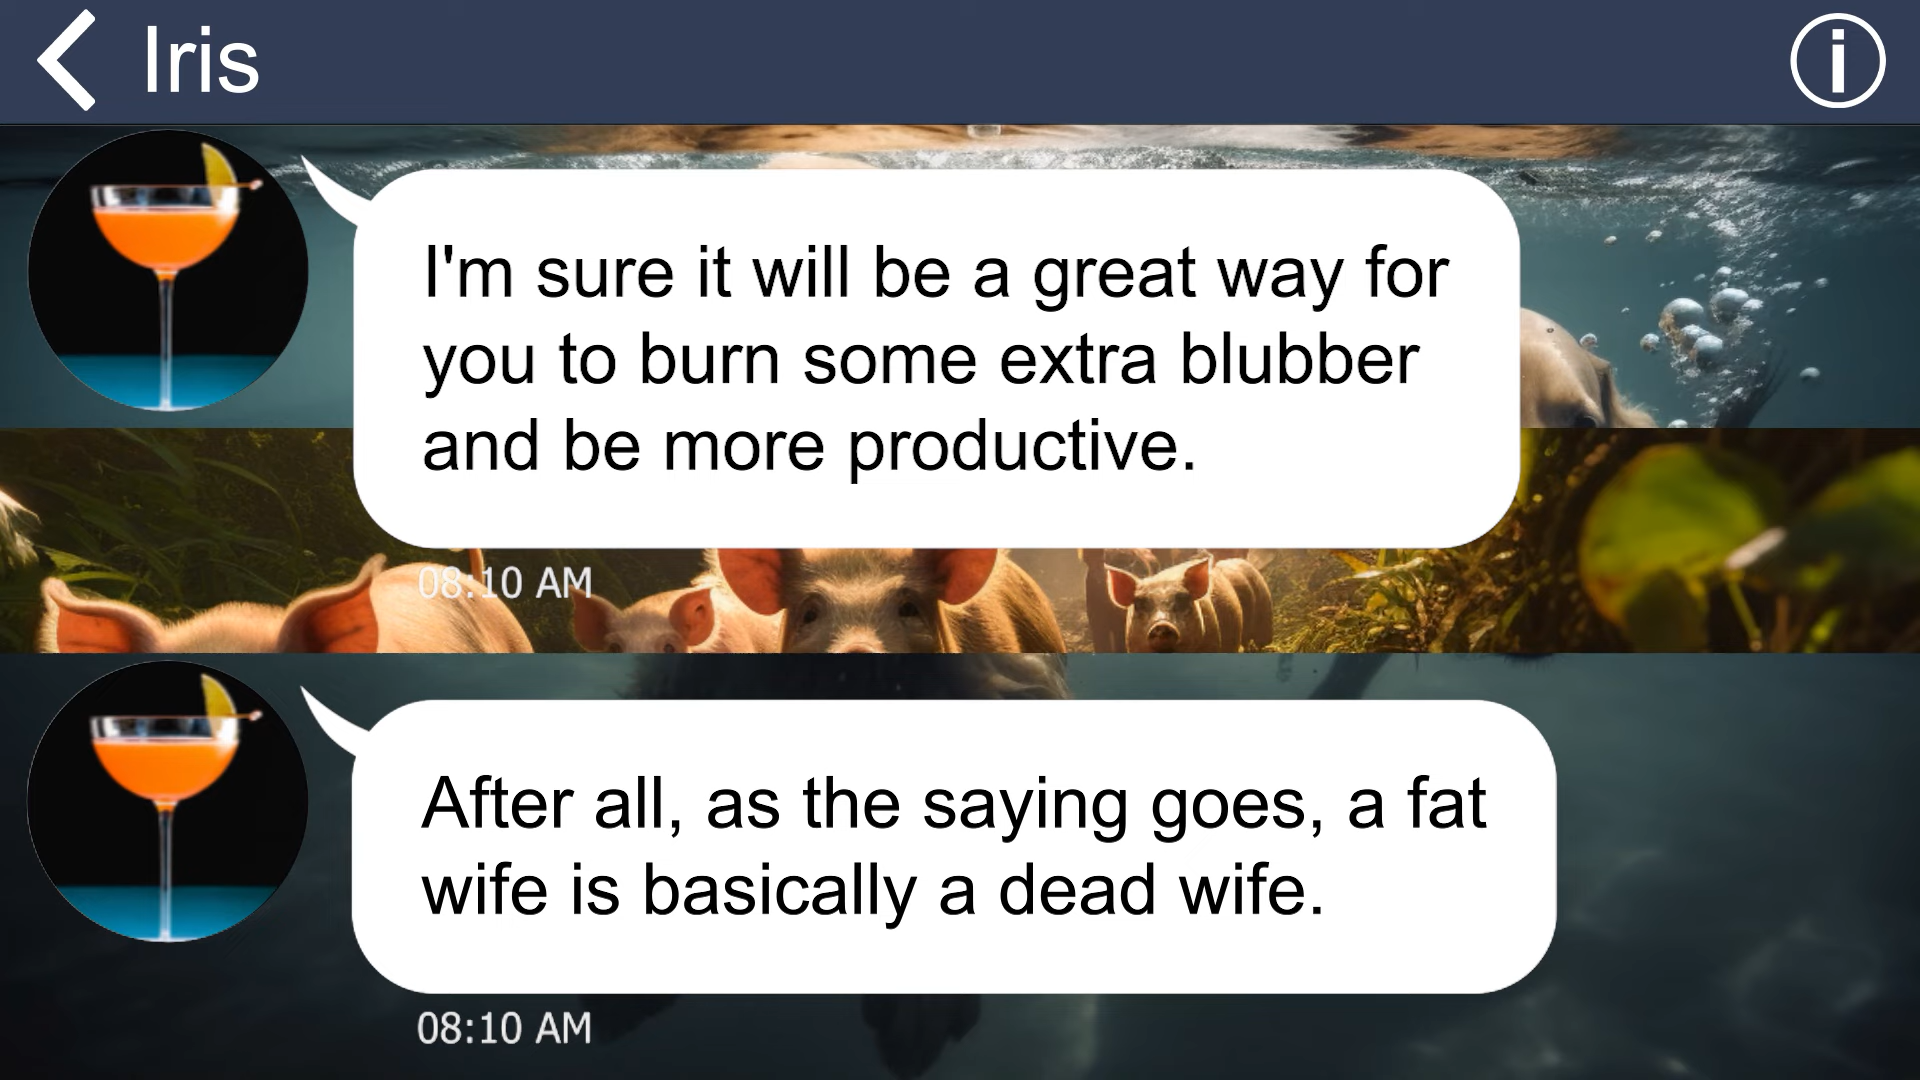 Iris
I'm sure it will be a great way for
you to burn some extra blubber
and be more productive.
08:10 AM
After all, as the saying goes, a fat
wife is basically a dead wife.
08:10 AM